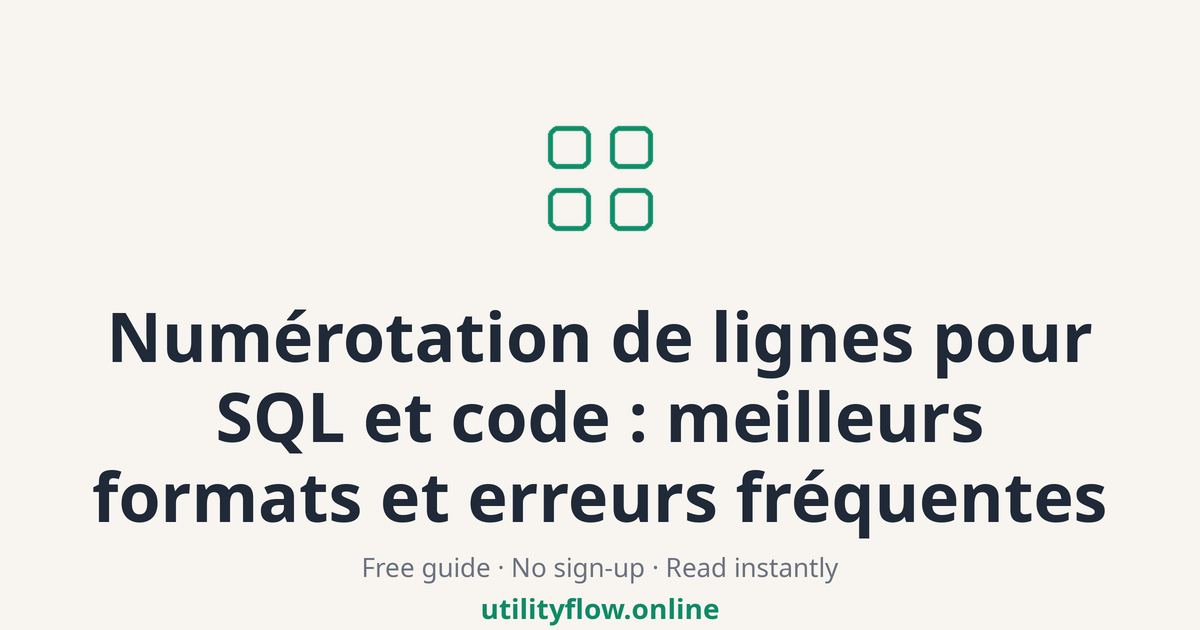 Numérotation de lignes pour
SQL et code : meilleurs
formats et erreurs fréquentes
Free guide · No sign-up · Read instantly
utilityflow.online